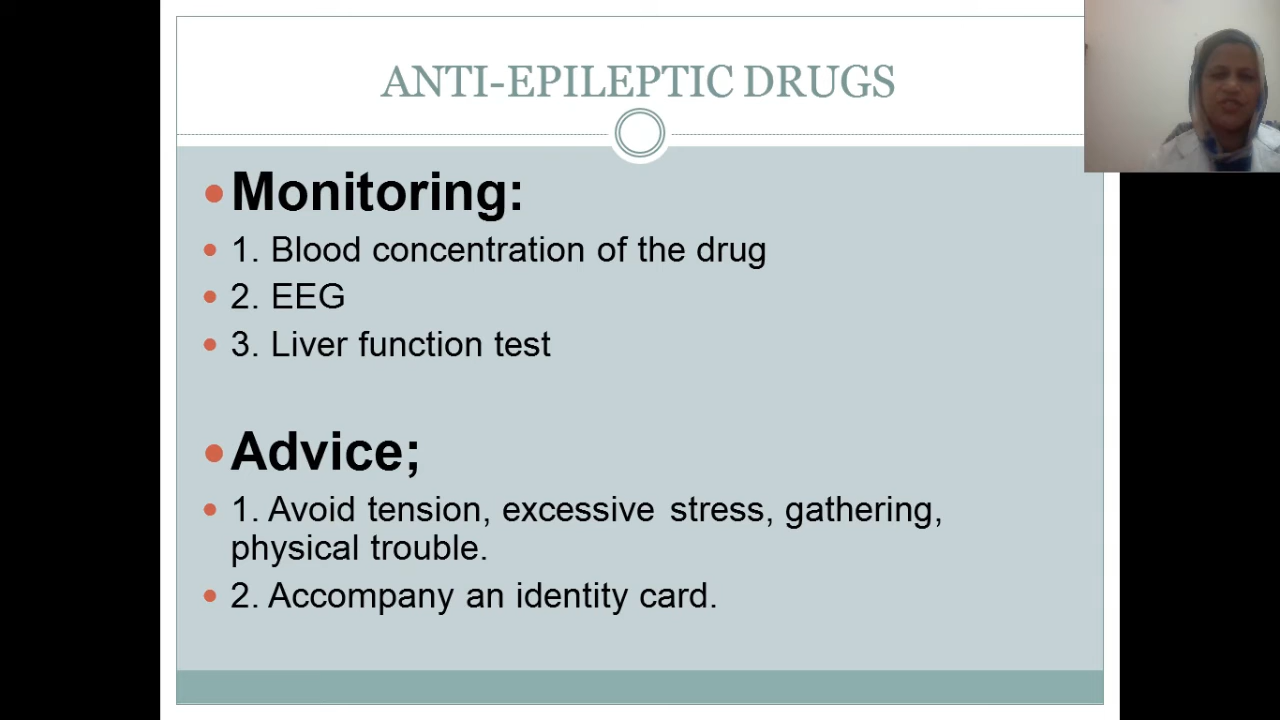 ANTI-EPILEPTIC DRUGS
Monitoring:
1. Blood concentration of the drug
2. EEG
3. Liver function test
Advice;
1. Avoid tension, excessive stress, gathering,
physical trouble.
2. Accompany an identity card.